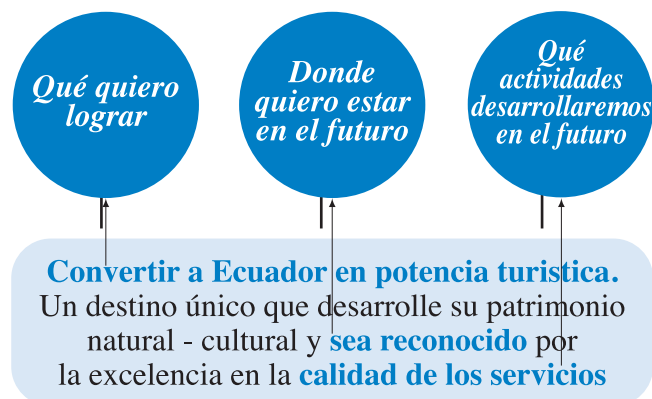 Qué quiero
lograr
Donde
quiero estar
en el futuro
Qué
actividades
desarrollaremos
en el futuro
Convertir a Ecuador en potencia turistica.
Un destino único que desarrolle su patrimonio
natural - cultural y sea reconocido por
la excelencia en la calidad de los servicios